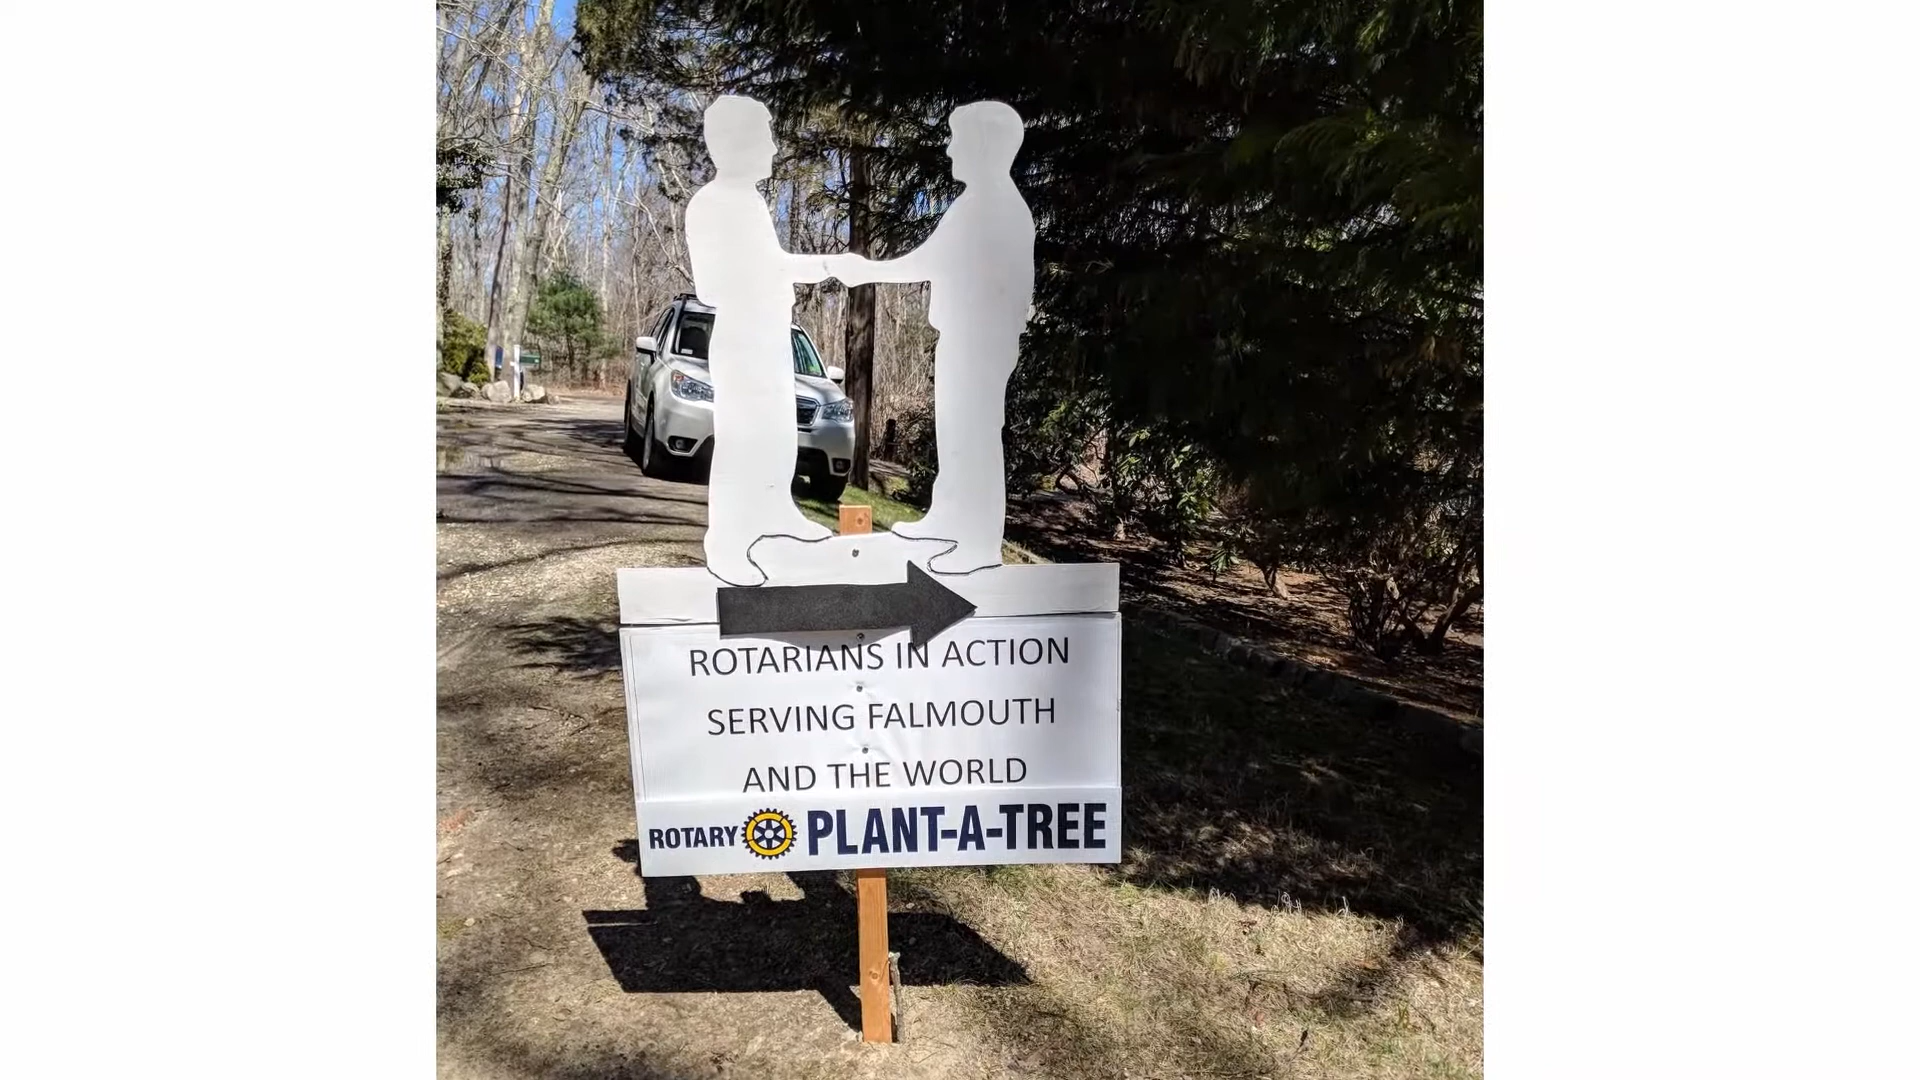 ROTARIANS IN ACTION
SERVING FALMOUTH
AND THE WORLD
ROTARY PLANT-A-TREE